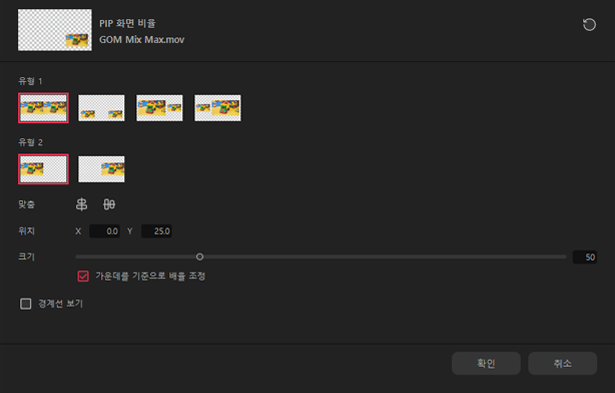 PIP 화면 비율
GOM Mix Max.mov
유형 1
유형 2
맞춤
위치 X 0.0 Y 25.0
크기 50
가운데를 기준으로 배율 조정
경계선 보기
확인 취소